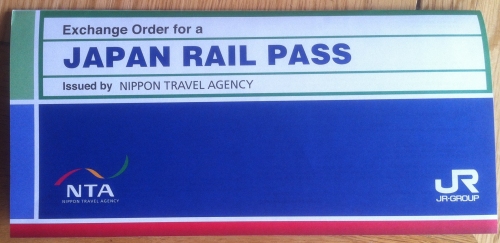 Exchange Order for a
JAPAN RAIL PASS
Issued by NIPPON TRAVEL AGENCY
NTA
NIPPON TRAVEL AGENCY
JR
JR-GROUP